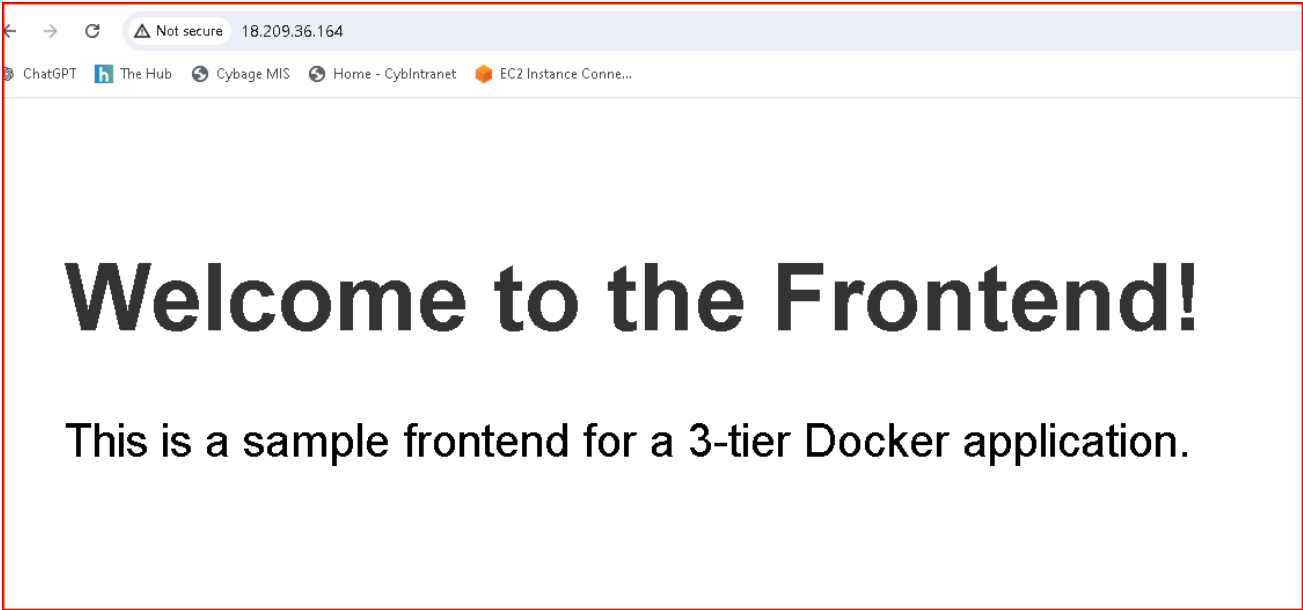 Not secure 18.209.36.164
ChatGPT The Hub Cybage MIS Home - CybIntranet EC2 Instance Conne...
Welcome to the Frontend!
This is a sample frontend for a 3-tier Docker application.